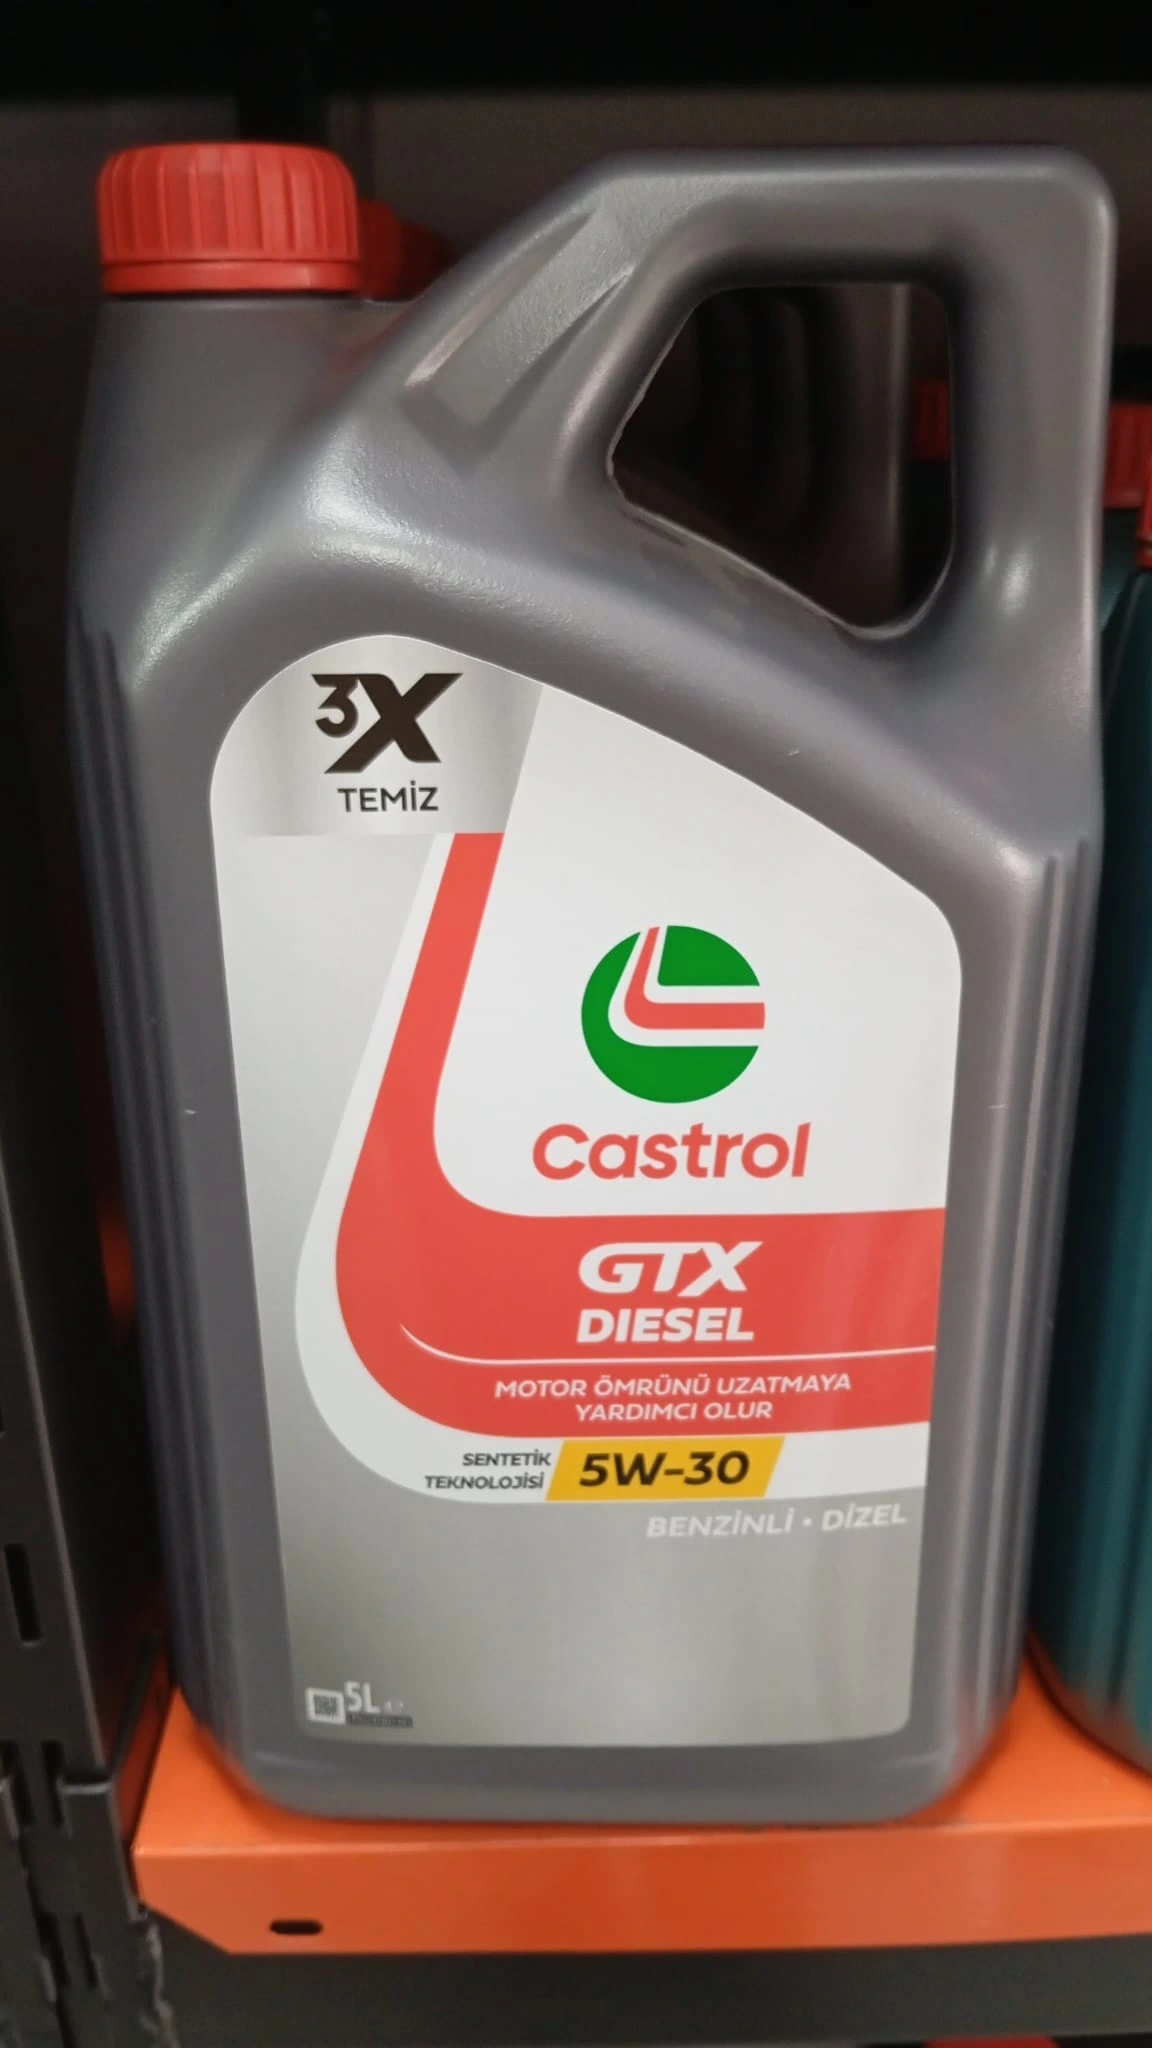 3X
TEMİZ
Castrol
GTX
DIESEL
MOTOR ÖMRÜNÜ UZATMAYA
YARDIMCI OLUR
SENTETİK
TEKNOLOJİSİ
5W-30
BENZİNLİ • DİZEL
5L e